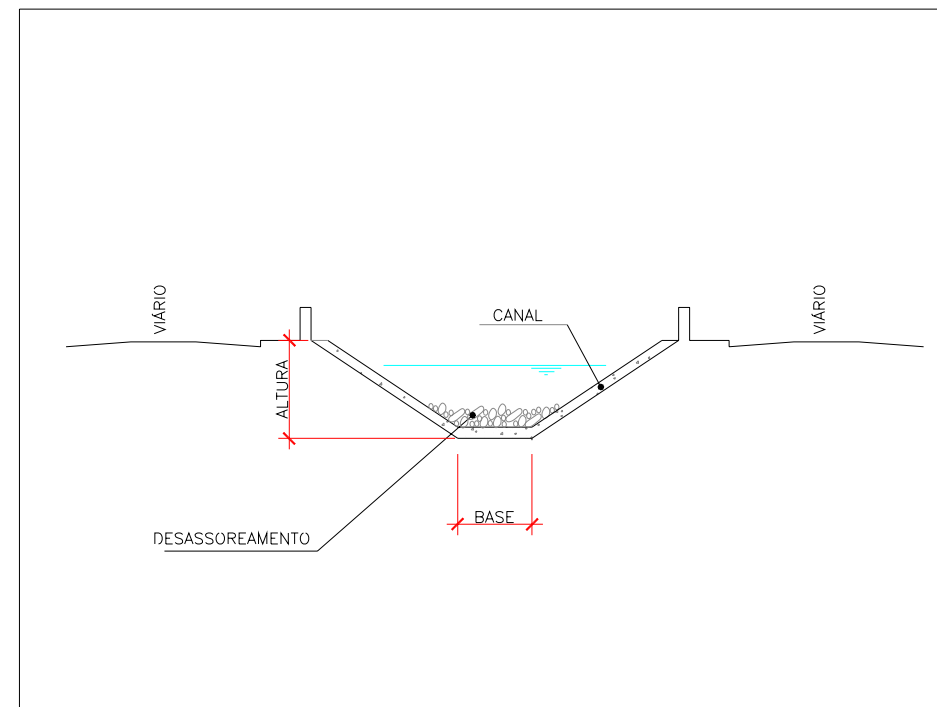 VIÁRIO
VIÁRIO
CANAL
ALTURA
BASE
DESASSOREAMENTO